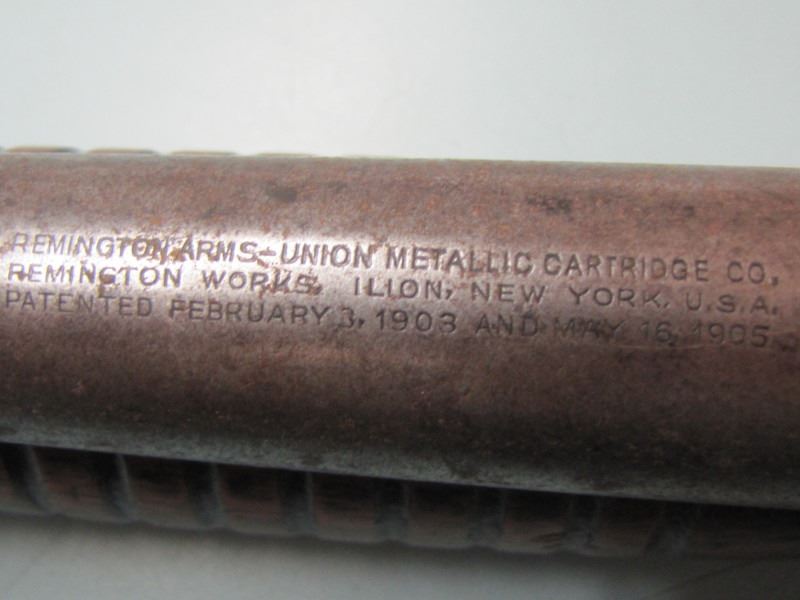 REMINGTON ARMS-UNION METALLIC CARTRIDGE CO.
REMINGTON WORKS, ILION, NEW YORK, U.S.A.
PATENTED FEBRUARY 3, 1903 AND MAY 16, 1905